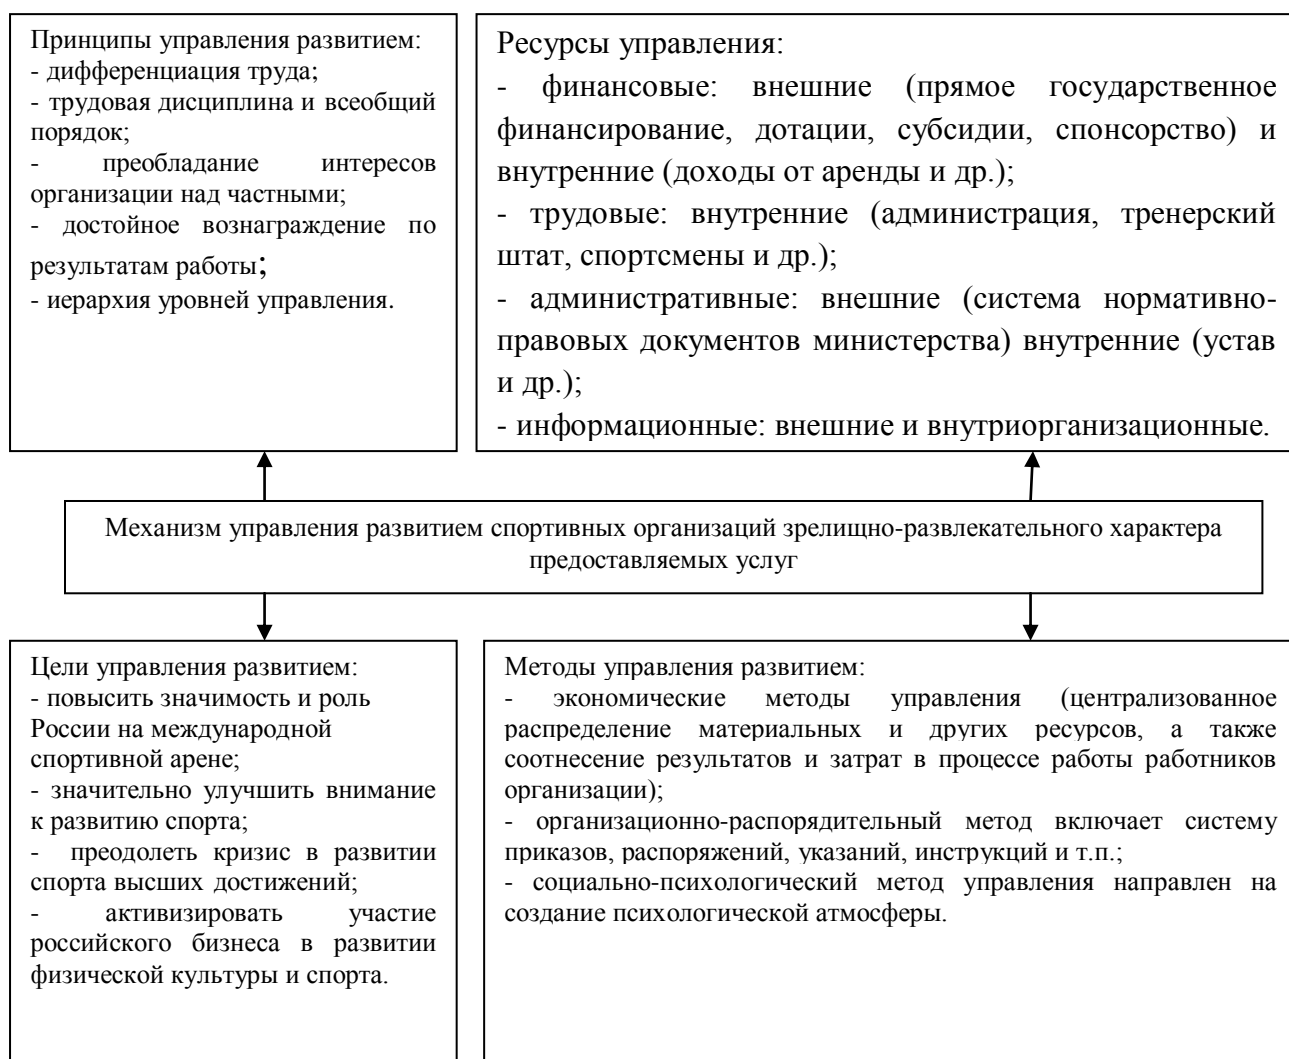 Принципы управления развитием:
- дифференциация труда;
- трудовая дисциплина и всеобщий
порядок;
- преобладание интересов
организации над частными;
- достойное вознаграждение по
результатам работы;
- иерархия уровней управления.
Ресурсы управления:
- финансовые: внешние (прямое государственное
финансирование, дотации, субсидии, спонсорство) и
внутренние (доходы от аренды и др.);
- трудовые: внутренние (администрация, тренерский
штат, спортсмены и др.);
- административные: внешние (система нормативно-
правовых документов министерства) внутренние (устав
и др.);
- информационные: внешние и внутриорганизационные.
Механизм управления развитием спортивных организаций зрелищно-развлекательного характера
предоставляемых услуг
Цели управления развитием:
- повысить значимость и роль
России на международной
спортивной арене;
- значительно улучшить внимание
к развитию спорта;
- преодолеть кризис в развитии
спорта высших достижений;
- активизировать участие
российского бизнеса в развитии
физической культуры и спорта.
Методы управления развитием:
- экономические методы управления (централизованное
распределение материальных и других ресурсов, а также
соотнесение результатов и затрат в процессе работы работников
организации);
- организационно-распорядительный метод включает систему
приказов, распоряжений, указаний, инструкций и т.п.;
- социально-психологический метод управления направлен на
создание психологической атмосферы.